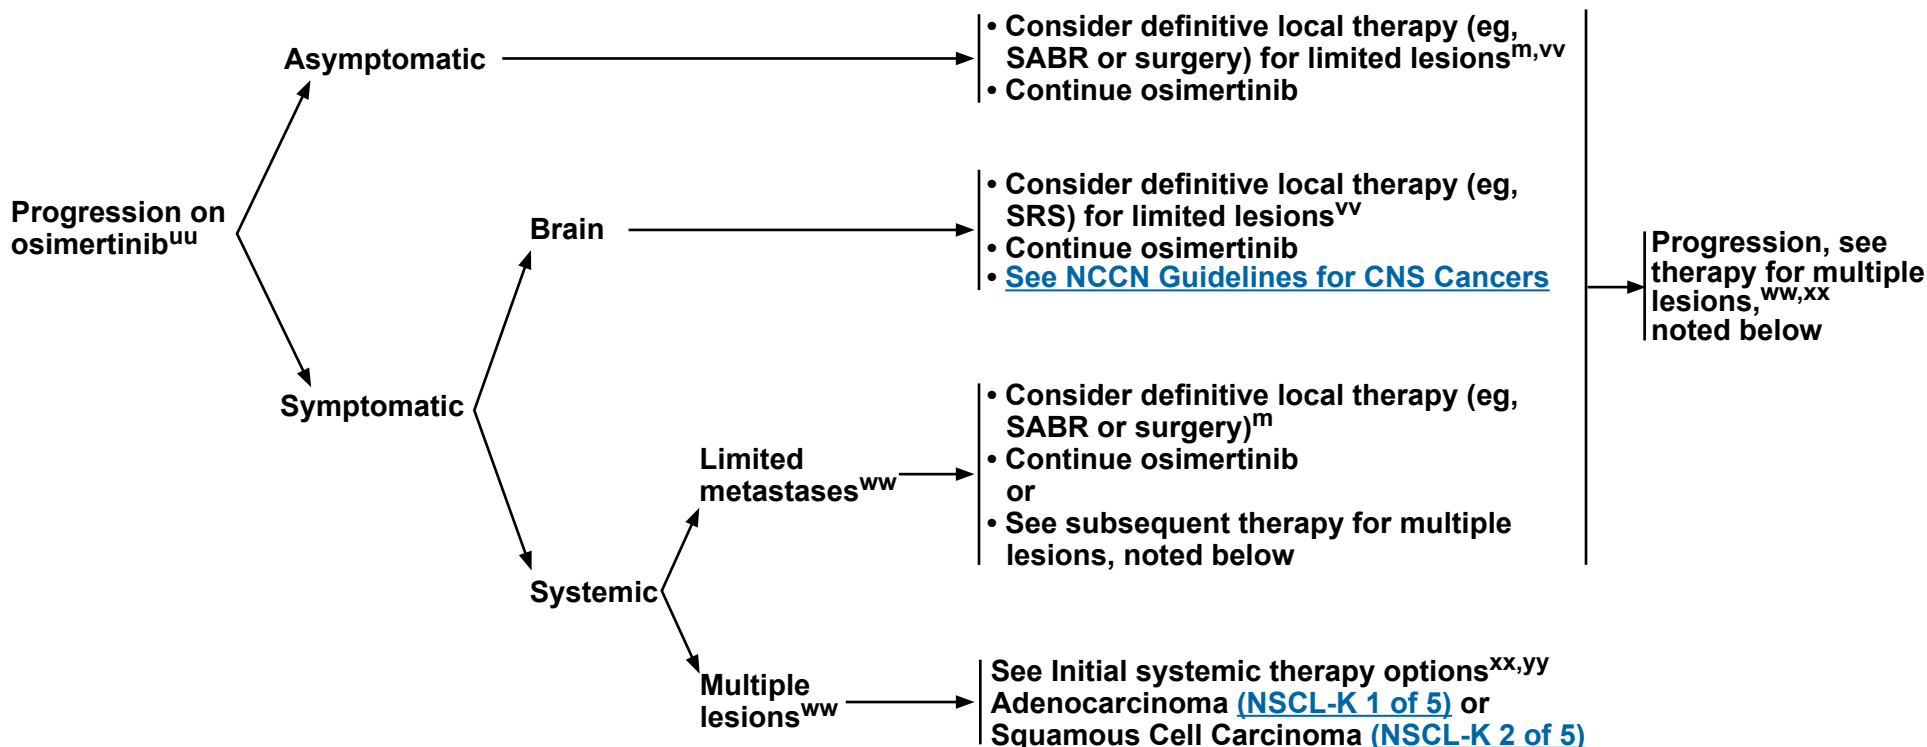 Asymptomatic
• Consider definitive local therapy (eg,
SABR or surgery) for limited lesionsm,vv
• Continue osimertinib
Progression on
osimertinibuu
Brain
• Consider definitive local therapy (eg,
SRS) for limited lesionsvv
• Continue osimertinib
• See NCCN Guidelines for CNS Cancers
Progression, see
therapy for multiple
lesions,ww,xx
noted below
Symptomatic
Limited
metastasesww
• Consider definitive local therapy (eg,
SABR or surgery)m
• Continue osimertinib
or
• See subsequent therapy for multiple
lesions, noted below
Systemic
Multiple
lesionsww
See Initial systemic therapy optionsxx,yy
Adenocarcinoma (NSCL-K 1 of 5) or
Squamous Cell Carcinoma (NSCL-K 2 of 5)